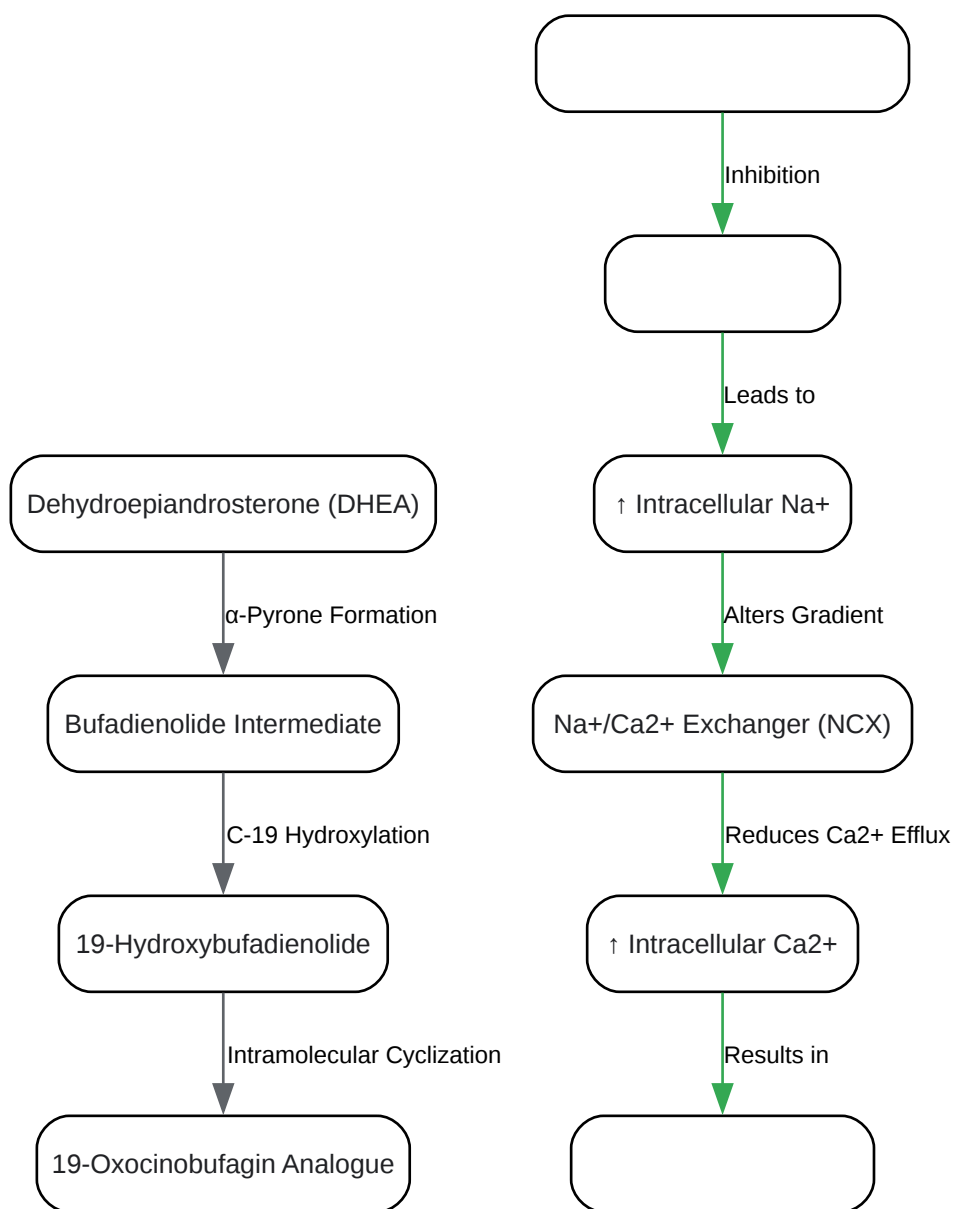 Inhibition
Leads to
Dehydroepiandrosterone (DHEA)
↑ Intracellular Na+
α-Pyrone Formation
Alters Gradient
Bufadienolide Intermediate
Na+/Ca2+ Exchanger (NCX)
C-19 Hydroxylation
Reduces Ca2+ Efflux
19-Hydroxybufadienolide
↑ Intracellular Ca2+
Intramolecular Cyclization
Results in
19-Oxocinobufagin Analogue